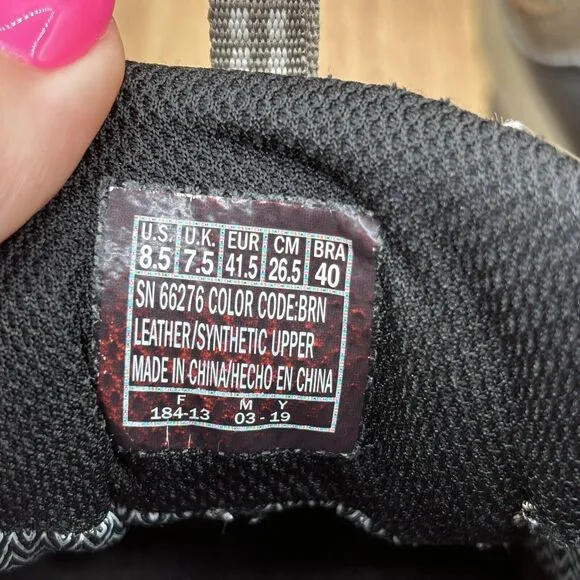 U.S. U.K. EUR CM BRA
8.5 7.5 41.5 26.5 40
SN 66276 COLOR CODE:BRN
LEATHER/SYNTHETIC UPPER
MADE IN CHINA/HECHO EN CHINA
F M Y
184-13 03-19